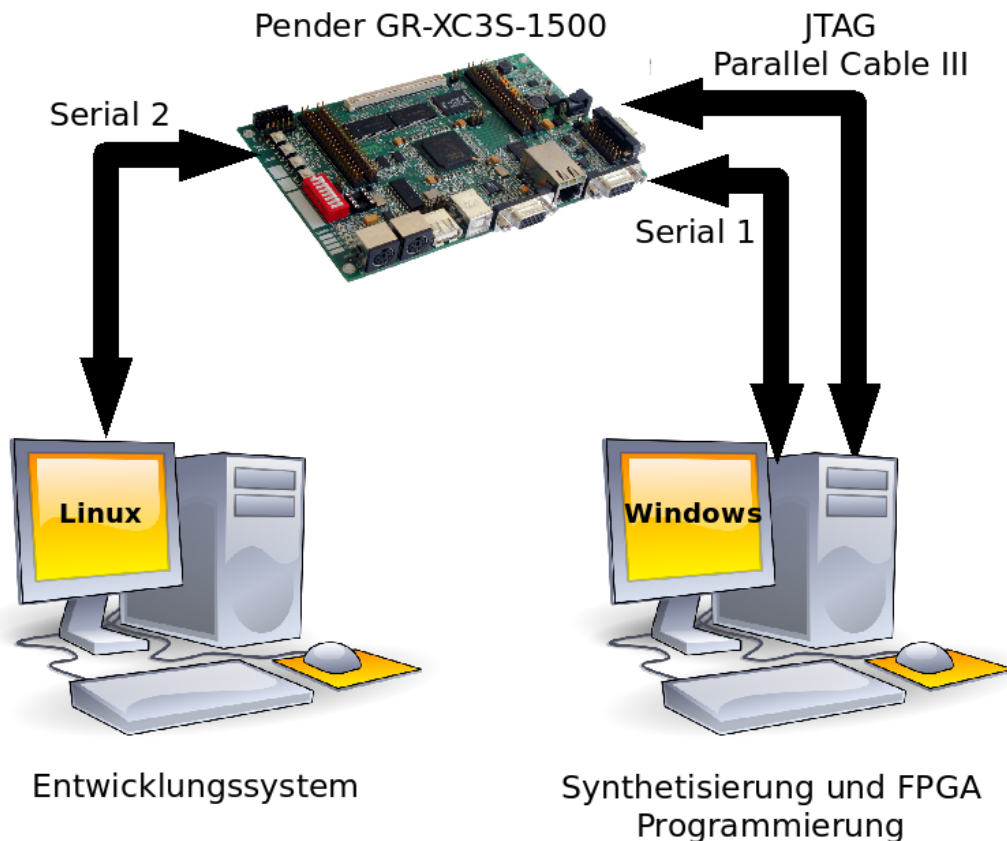 Pender GR-XC3S-1500
JTAG
Parallel Cable III
Serial 2
Serial 1
Linux
Windows
Entwicklungssystem
Synthetisierung und FPGA
Programmierung